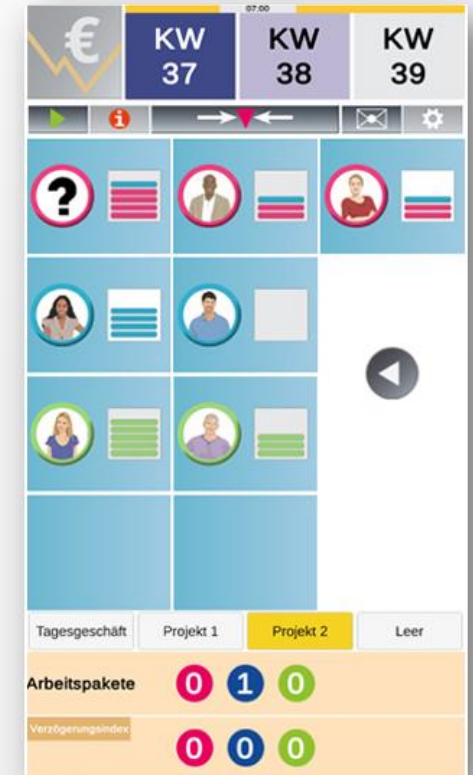 07:00
€
KW 37
KW 38
KW 39
i
?
Tagesgeschäft Projekt 1 Projekt 2 Leer
Arbeitspakete 0 1 0
Verzögerungsindex
0 0 0